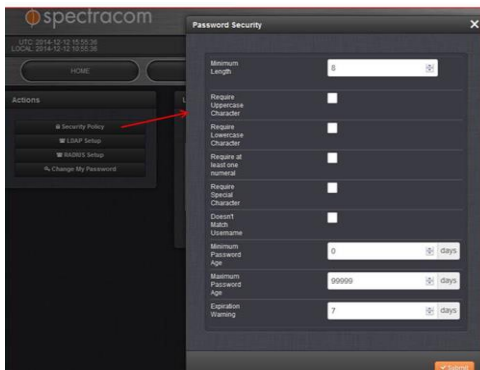 spectracom
UTC: 2014-12-12 15:55:36
LOCAL: 2014-12-12 10:55:36
HOME
Actions
Security Policy
LDAP Setup
RADIUS Setup
Change My Password
Password Security
Minimum
Length
8
Require
Uppercase
Character
Require
Lowercase
Character
Require at
least one
numeral
Require
Special
Character
Doesn't
Match
Username
Minimum
Password
Age
0
days
Maximum
Password
Age
99999
days
Expiration
Warning
7
days
Submit